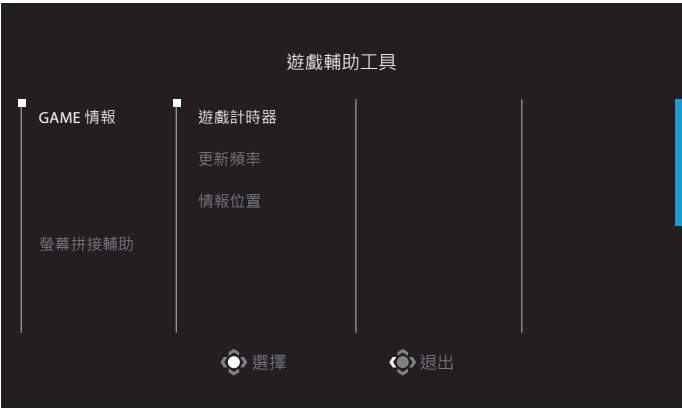 遊戲輔助工具
GAME 情報
遊戲計時器
更新頻率
情報位置
螢幕拼接輔助
選擇
退出